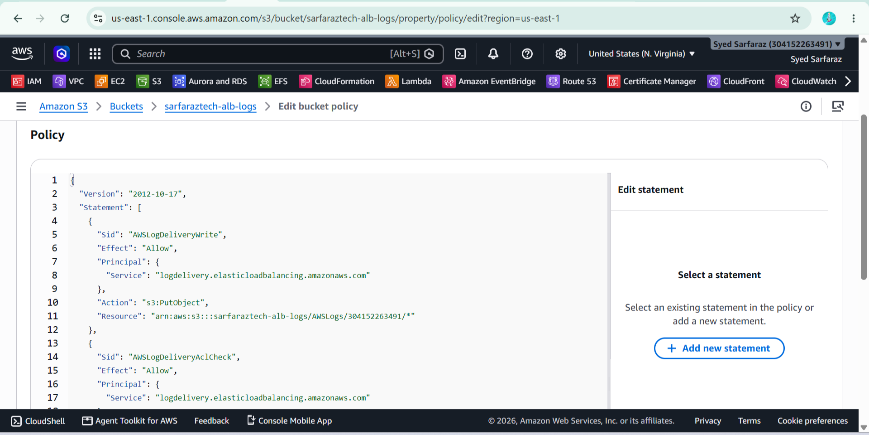 us-east-1.console.aws.amazon.com/s3/bucket/sarfaraztech-alb-logs/property/policy/edit?region=us-east-1
aws
Search
[Alt+S]
United States (N. Virginia) ▼
Syed Sarfaraz (304152263491) ▼
Syed Sarfaraz
IAM
VPC
EC2
S3
Aurora and RDS
EFS
CloudFormation
Lambda
Amazon EventBridge
Route 53
Certificate Manager
CloudFront
CloudWatch
Amazon S3 > Buckets > sarfaraztech-alb-logs > Edit bucket policy
Policy
1 {
2 "Version": "2012-10-17",
3 "Statement": [
4 {
5 "Sid": "AWSLogDeliveryWrite",
6 "Effect": "Allow",
7 "Principal": {
8 "Service": "logdelivery.elasticloadbalancing.amazonaws.com"
9 },
10 "Action": "s3:PutObject",
11 "Resource": "arn:aws:s3:::sarfaraztech-alb-logs/AWSLogs/304152263491/*"
12 },
13 {
14 "Sid": "AWSLogDeliveryAclCheck",
15 "Effect": "Allow",
16 "Principal": {
17 "Service": "logdelivery.elasticloadbalancing.amazonaws.com"
Edit statement
Select a statement
Select an existing statement in the policy or
add a new statement.
+ Add new statement
CloudShell
Agent Toolkit for AWS
Feedback
Console Mobile App
© 2026, Amazon Web Services, Inc. or its affiliates.
Privacy
Terms
Cookie preferences